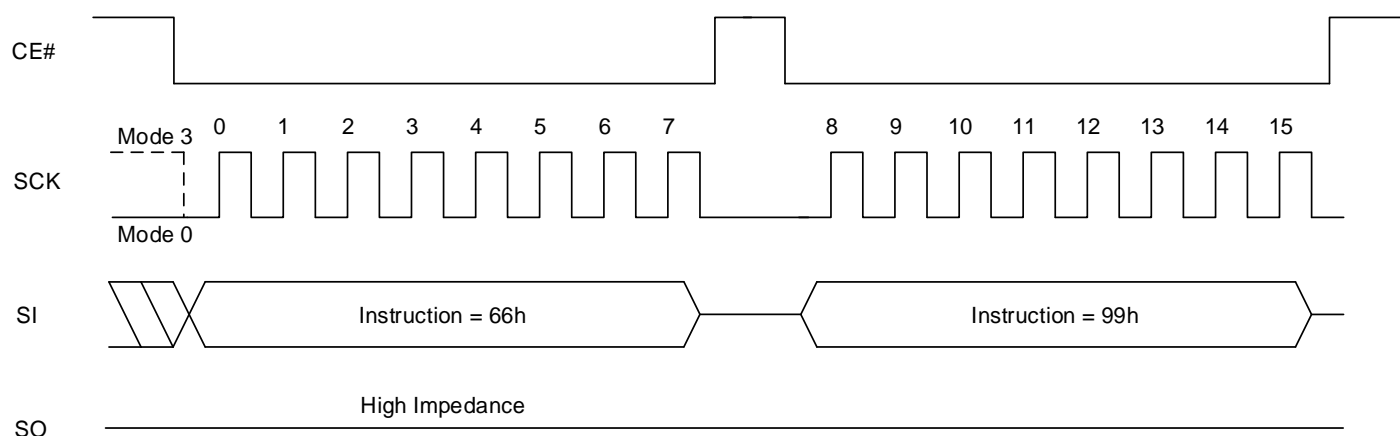 CE#
Mode 3 0 1 2 3 4 5 6 7 8 9 10 11 12 13 14 15
SCK
Mode 0
SI Instruction = 66h Instruction = 99h
High Impedance
SO